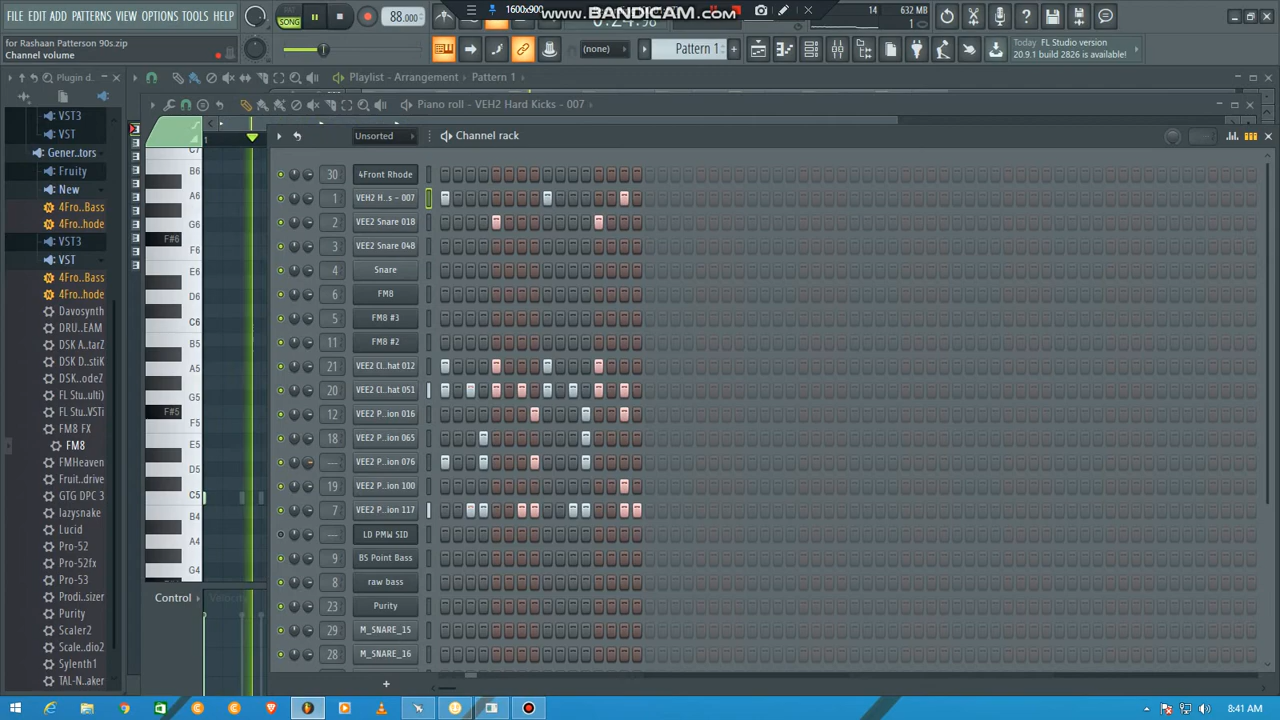 FILE EDIT ADD PATTERNS VIEW OPTIONS TOOLS HELP
SONG
88.000
1600x900
www.BANDICAM.com
14
632 MB
1
for Rashaan Patterson 90s.zip
Channel volume
(none)
Pattern 1
Today FL Studio version
20.9.1 build 2826 is available!
Plugin d..
Playlist - Arrangement
Pattern 1
Piano roll - VEH2 Hard Kicks - 007
Unsorted
Channel rack
VST3
VST
Gener..tors
Fruity
New
4Fro..Bass
4Fro..hode
VST3
VST
4Fro..Bass
4Fro..hode
Davosynth
DRU..EAM
DSK A..tarZ
DSK D..stiK
DSK..odeZ
FL Stu..ulti)
FL Stu..VSTi
FM8 FX
FM8
FMHeaven
Fruit..drive
GTG DPC 3
lazysnake
Lucid
Pro-52
Pro-52fx
Pro-53
Prodi..sizer
Purity
Scaler2
Scale..dio2
Sylenth1
TAL-N..aker
1
C7
B6
A6
G6
F#6
F6
E6
D6
C6
B5
A5
G5
F#5
F5
E5
D5
C5
B4
A4
G4
Control
Velocity
30 4Front Rhode
1 VEH2 H..s - 007
2 VEE2 Snare 018
3 VEE2 Snare 048
4 Snare
6 FM8
5 FM8 #3
11 FM8 #2
21 VEE2 Cl..hat 012
20 VEE2 Cl..hat 051
12 VEE2 P..ion 016
18 VEE2 P..ion 065
--- VEE2 P..ion 076
19 VEE2 P..ion 100
7 VEE2 P..ion 117
--- LD PMW SID
9 BS Point Bass
8 raw bass
23 Purity
29 M_SNARE_15
28 M_SNARE_16
+
8:41 AM